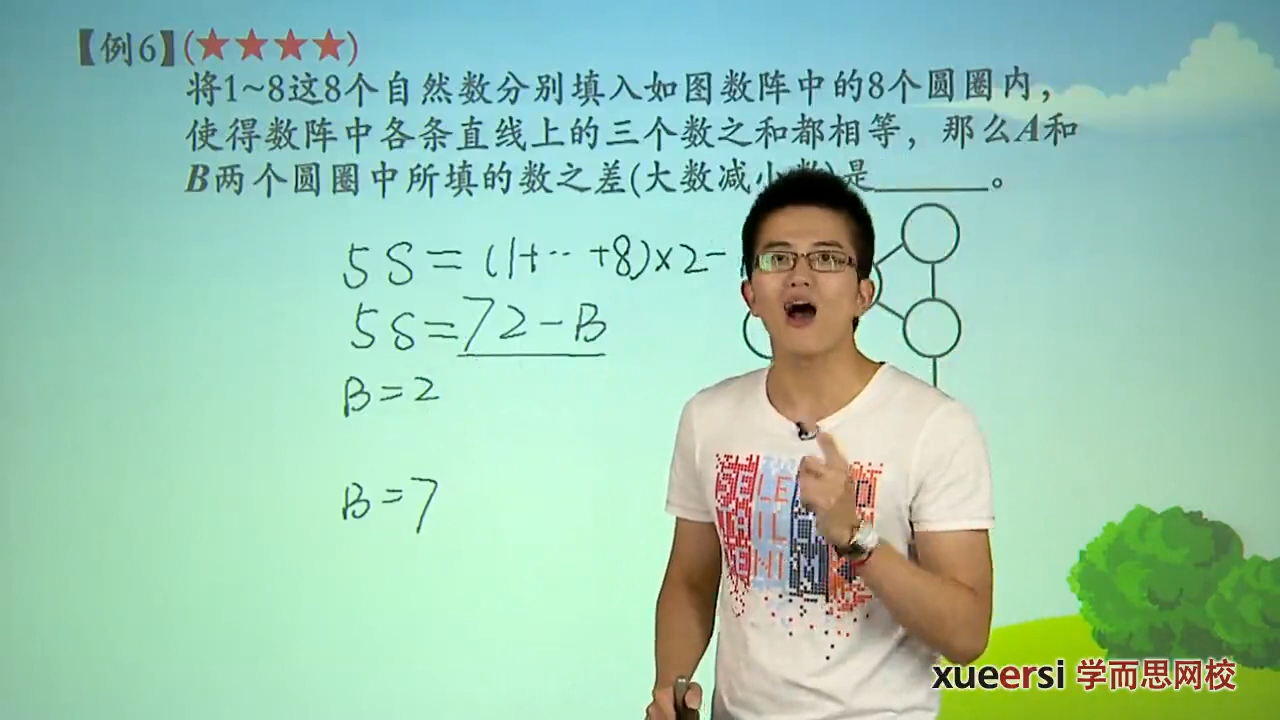 【例6】(★★★★)
将1~8这8个自然数分别填入如图数阵中的8个圆圈内，
使得数阵中各条直线上的三个数之和都相等，那么A和
B两个圆圈中所填的数之差(大数减小数)是______。
5S=(1+…+8)×2-
5S=72-B
B=2
B=7
xueersi 学而思网校